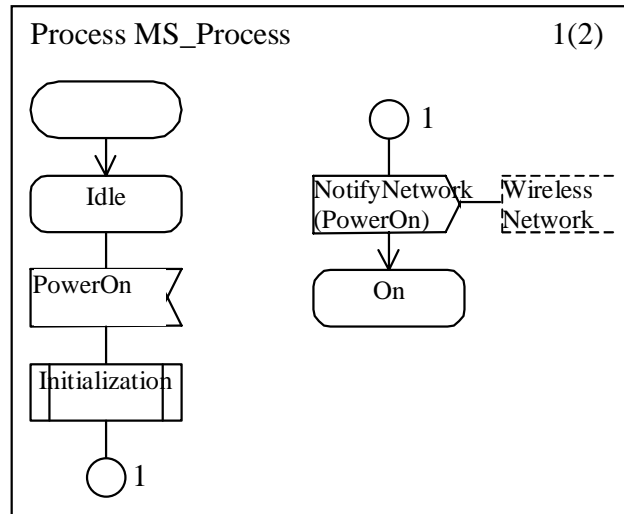 Process MS_Process 1(2)
Idle
PowerOn
Initialization
1
1
NotifyNetwork
(PowerOn)
Wireless
Network
On